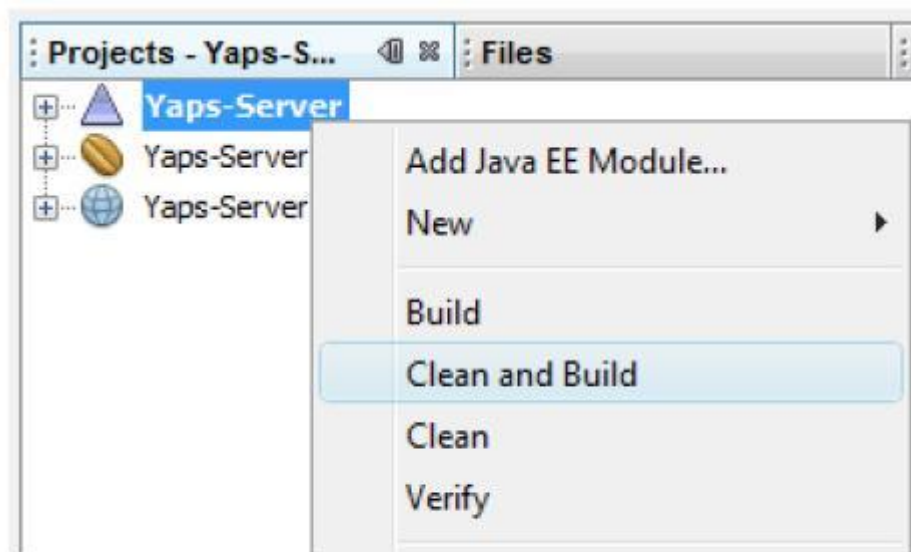 Projects - Yaps-S...
Files
Yaps-Server
Yaps-Server
Yaps-Server
Add Java EE Module...
New
Build
Clean and Build
Clean
Verify